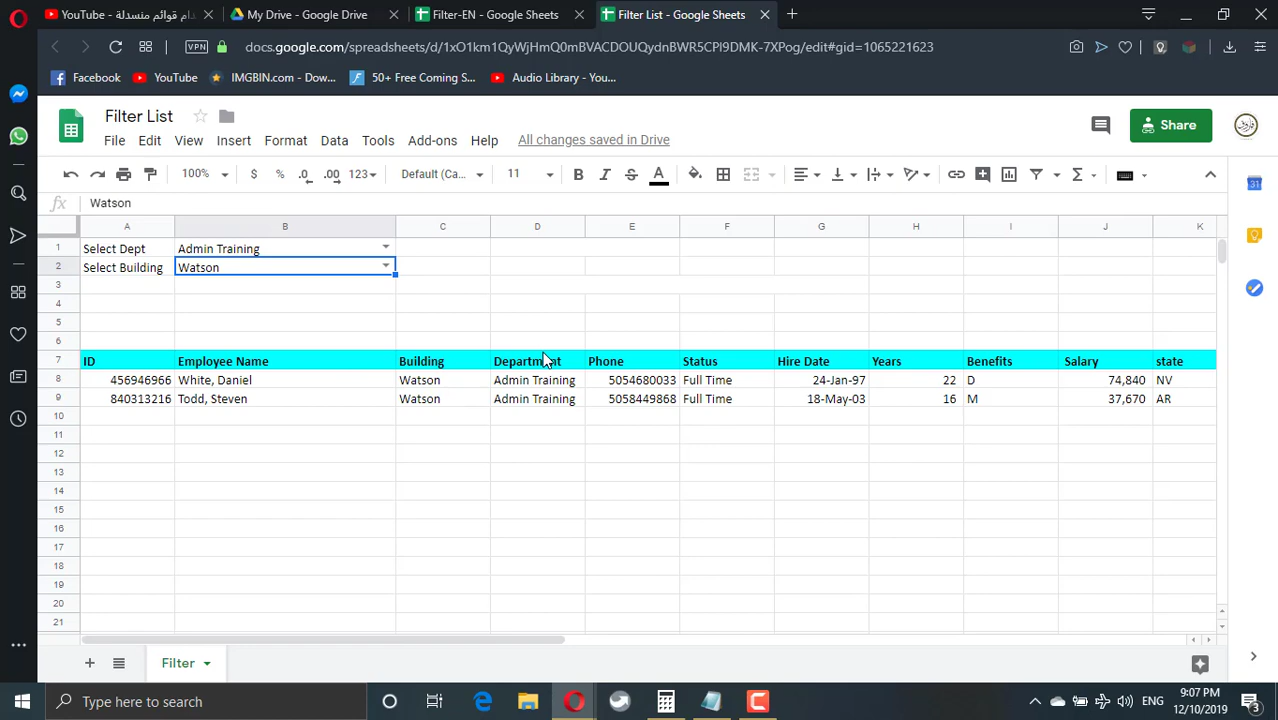 ام قوائم منسدلة - YouTube
My Drive - Google Drive
Filter-EN - Google Sheets
Filter List - Google Sheets
VPN
docs.google.com/spreadsheets/d/1xO1km1QyWjHmQ0mBVACDOUQydnBWR5CPl9DMK-7XPog/edit#gid=1065221623
Facebook
YouTube
IMGBIN.com - Dow...
50+ Free Coming S...
Audio Library - You...
Filter List
File Edit View Insert Format Data Tools Add-ons Help All changes saved in Drive
Share
100% $ % .0 .00 123 Default (Ca... 11 B I S A
fx Watson
A B C D E F G H I J K
1 Select Dept Admin Training
2 Select Building Watson
3
4
5
6
7 ID Employee Name Building Department Phone Status Hire Date Years Benefits Salary state
8 456946966 White, Daniel Watson Admin Training 5054680033 Full Time 24-Jan-97 22 D 74,840 NV
9 840313216 Todd, Steven Watson Admin Training 5058449868 Full Time 18-May-03 16 M 37,670 AR
10
11
12
13
14
15
16
17
18
19
20
21
Filter
Type here to search
ENG
9:07 PM
12/10/2019
3
31